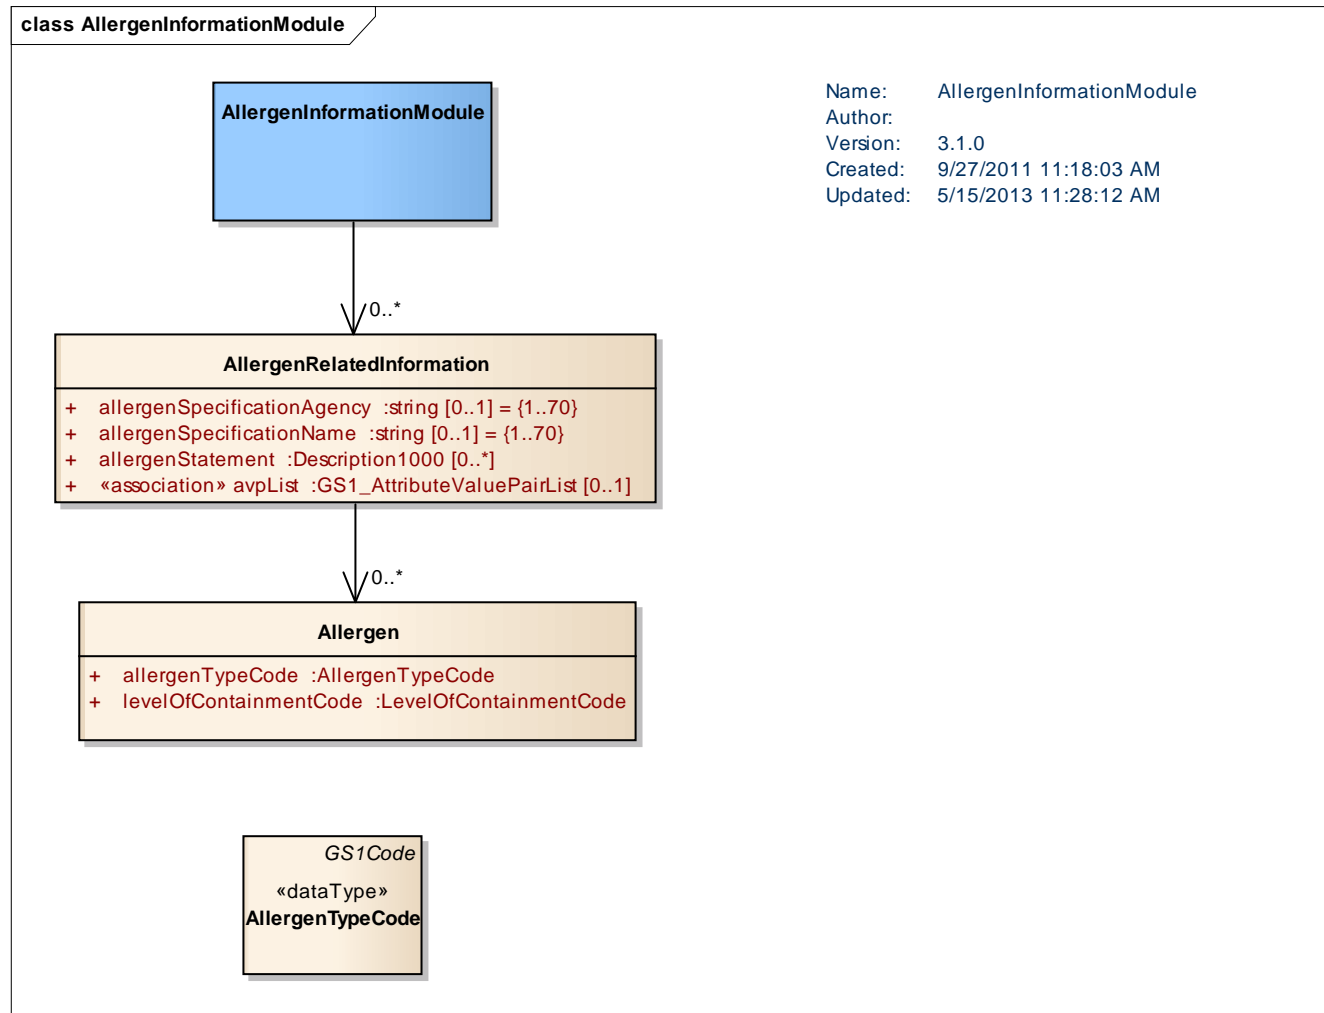 class AllergenInformationModule
AllergenInformationModule
Name: AllergenInformationModule
Author:
Version: 3.1.0
Created: 9/27/2011 11:18:03 AM
Updated: 5/15/2013 11:28:12 AM
0..*
AllergenRelatedInformation
+ allergenSpecificationAgency :string [0..1] = {1..70}
+ allergenSpecificationName :string [0..1] = {1..70}
+ allergenStatement :Description1000 [0..*]
+ «association» avpList :GS1_AttributeValuePairList [0..1]
0..*
Allergen
+ allergenTypeCode :AllergenTypeCode
+ levelOfContainmentCode :LevelOfContainmentCode
GS1Code
«dataType»
AllergenTypeCode